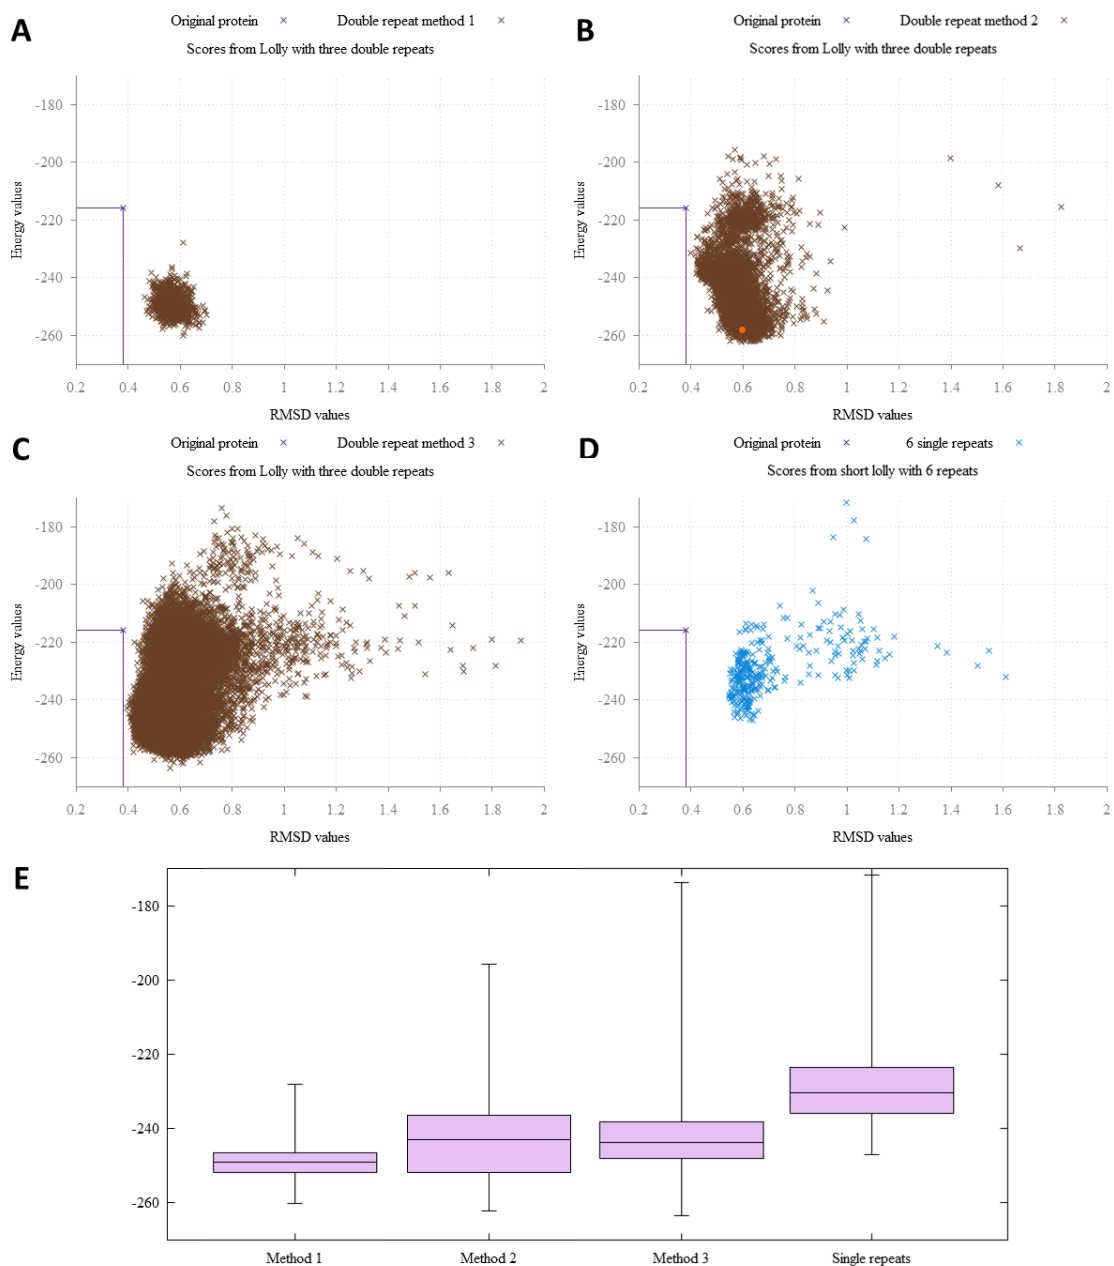 A
Original protein × Double repeat method 1 ×
Scores from Lolly with three double repeats
-180
-200
-220
-240
-260
Energy values
0.2 0.4 0.6 0.8 1 1.2 1.4 1.6 1.8 2
RMSD values
B
Original protein × Double repeat method 2 ×
Scores from Lolly with three double repeats
-180
-200
-220
-240
-260
Energy values
0.2 0.4 0.6 0.8 1 1.2 1.4 1.6 1.8 2
RMSD values
C
Original protein × Double repeat method 3 ×
Scores from Lolly with three double repeats
-180
-200
-220
-240
-260
Energy values
0.2 0.4 0.6 0.8 1 1.2 1.4 1.6 1.8 2
RMSD values
D
Original protein × 6 single repeats ×
Scores from short lolly with 6 repeats
-180
-200
-220
-240
-260
Energy values
0.2 0.4 0.6 0.8 1 1.2 1.4 1.6 1.8 2
RMSD values
E
-180
-200
-220
-240
-260
Method 1 Method 2 Method 3 Single repeats